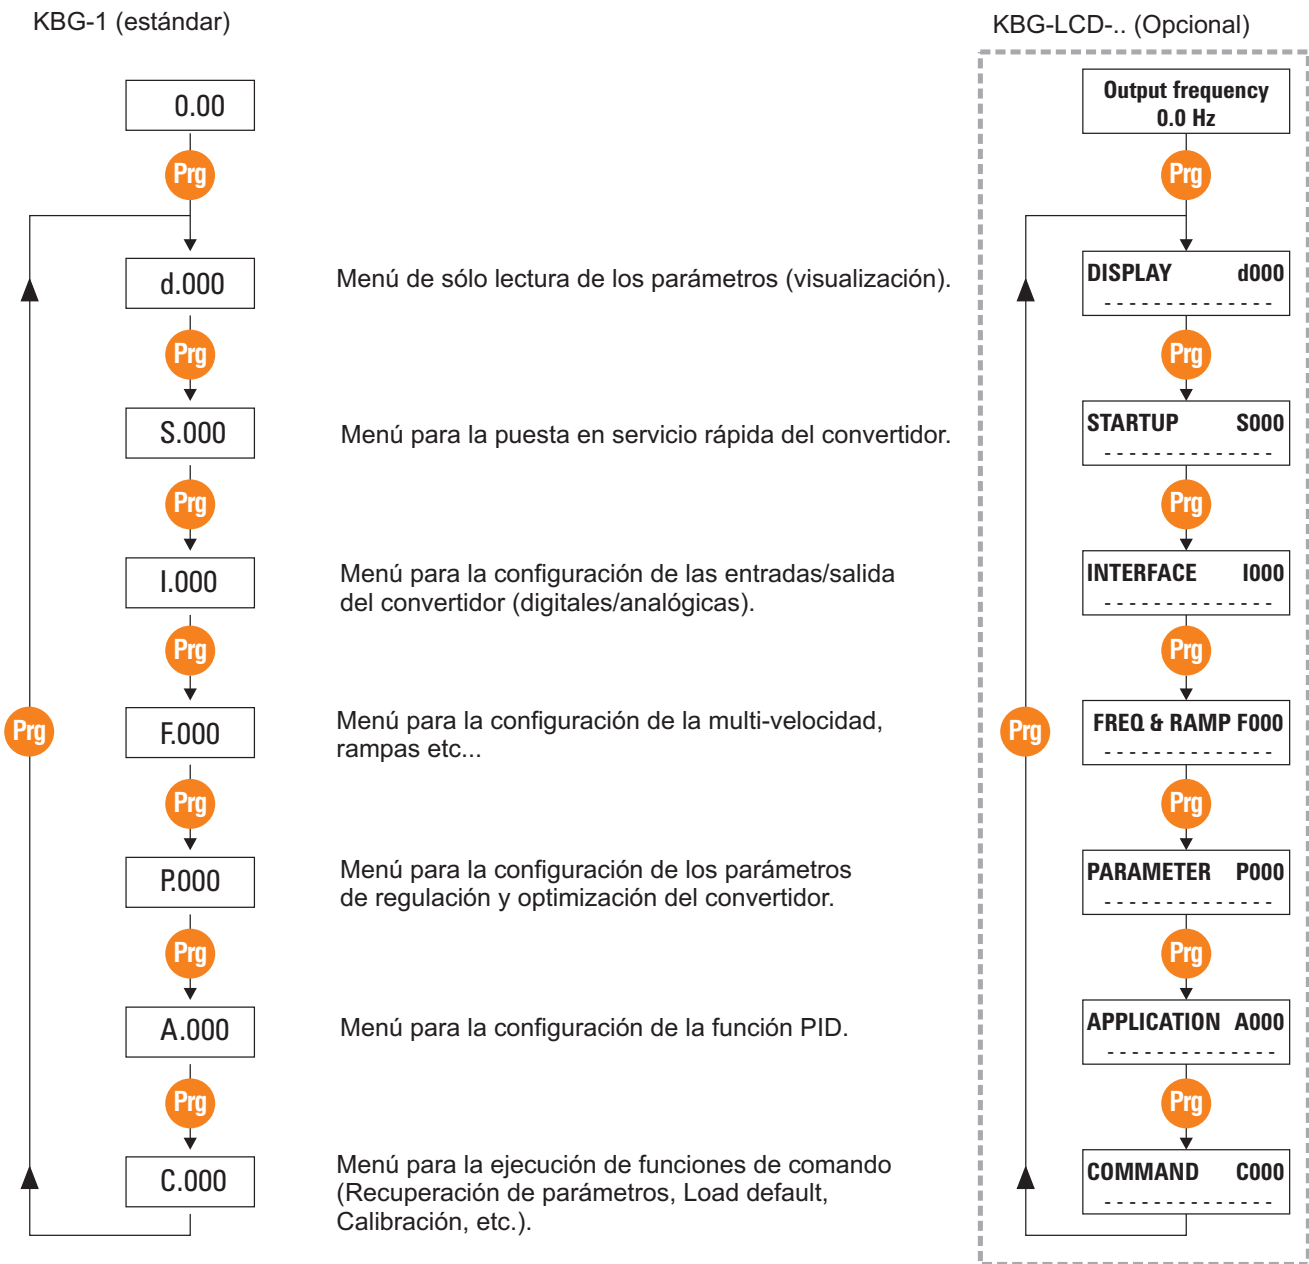 KBG-1 (estándar)
KBG-LCD-.. (Opcional)
0.00
Output frequency
0.0 Hz
Prg
Prg
d.000
Menú de sólo lectura de los parámetros (visualización).
DISPLAY d000
- - - - - - - - - - - - - -
Prg
Prg
S.000
Menú para la puesta en servicio rápida del convertidor.
STARTUP S000
- - - - - - - - - - - - - -
Prg
Prg
I.000
Menú para la configuración de las entradas/salida
del convertidor (digitales/analógicas).
INTERFACE I000
- - - - - - - - - - - - - -
Prg
Prg
Prg
F.000
Menú para la configuración de la multi-velocidad,
rampas etc...
Prg
FREQ & RAMP F000
- - - - - - - - - - - - - -
Prg
Prg
P.000
Menú para la configuración de los parámetros
de regulación y optimización del convertidor.
PARAMETER P000
- - - - - - - - - - - - - -
Prg
Prg
A.000
Menú para la configuración de la función PID.
APPLICATION A000
- - - - - - - - - - - - - -
Prg
Prg
C.000
Menú para la ejecución de funciones de comando
(Recuperación de parámetros, Load default,
Calibración, etc.).
COMMAND C000
- - - - - - - - - - - - - -